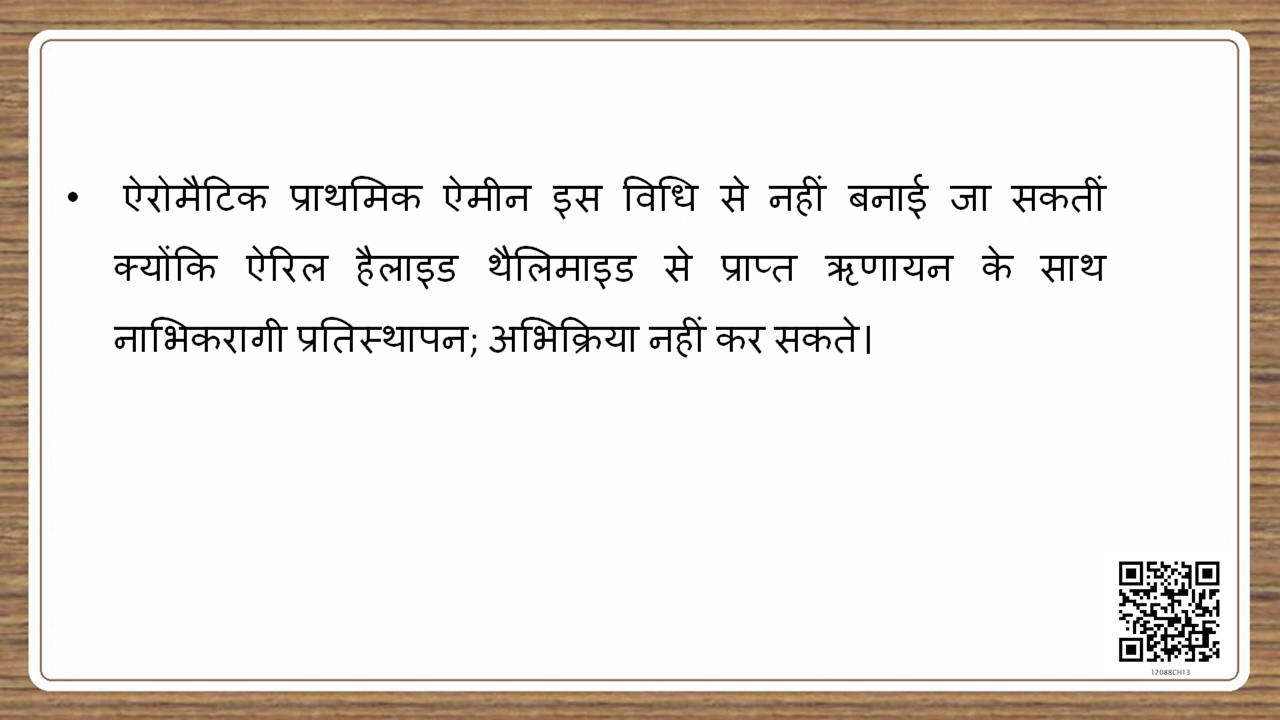 • ऐरोमैटिक प्राथमिक ऐमीन इस विधि से नहीं बनाई जा सकतीं
क्योंकि ऐरिल हैलाइड थैलिमाइड से प्राप्त ऋणायन के साथ
नाभिकरागी प्रतिस्थापन; अभिक्रिया नहीं कर सकते।
12088CH13